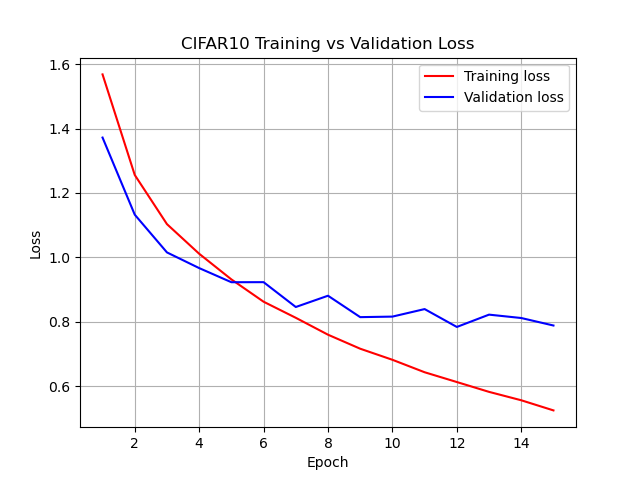 CIFAR10 Training vs Validation Loss
Training loss
Validation loss
1.6
1.4
1.2
1.0
0.8
0.6
Loss
2 4 6 8 10 12 14
Epoch